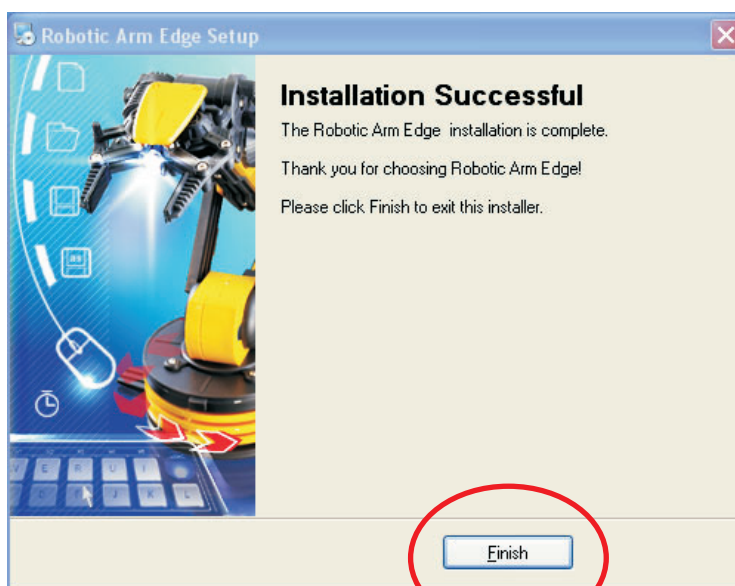 Robotic Arm Edge Setup
Installation Successful
The Robotic Arm Edge installation is complete.
Thank you for choosing Robotic Arm Edge!
Please click Finish to exit this installer.
as
E R U I
J K L
Finish